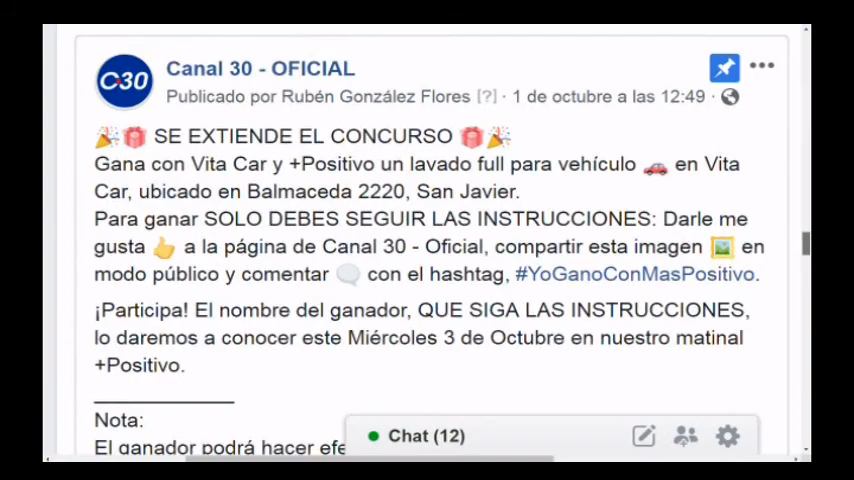 C30
Canal 30 - OFICIAL
Publicado por Rubén González Flores [?] · 1 de octubre a las 12:49 ·
🎉🎁 SE EXTIENDE EL CONCURSO 🎁🎉
Gana con Vita Car y +Positivo un lavado full para vehículo 🚗 en Vita
Car, ubicado en Balmaceda 2220, San Javier.
Para ganar SOLO DEBES SEGUIR LAS INSTRUCCIONES: Darle me
gusta 👍 a la página de Canal 30 - Oficial, compartir esta imagen 🖼️ en
modo público y comentar 🗨️ con el hashtag, #YoGanoConMasPositivo.
¡Participa! El nombre del ganador, QUE SIGA LAS INSTRUCCIONES,
lo daremos a conocer este Miércoles 3 de Octubre en nuestro matinal
+Positivo.
Nota:
El ganador podrá hacer efe
Chat (12)